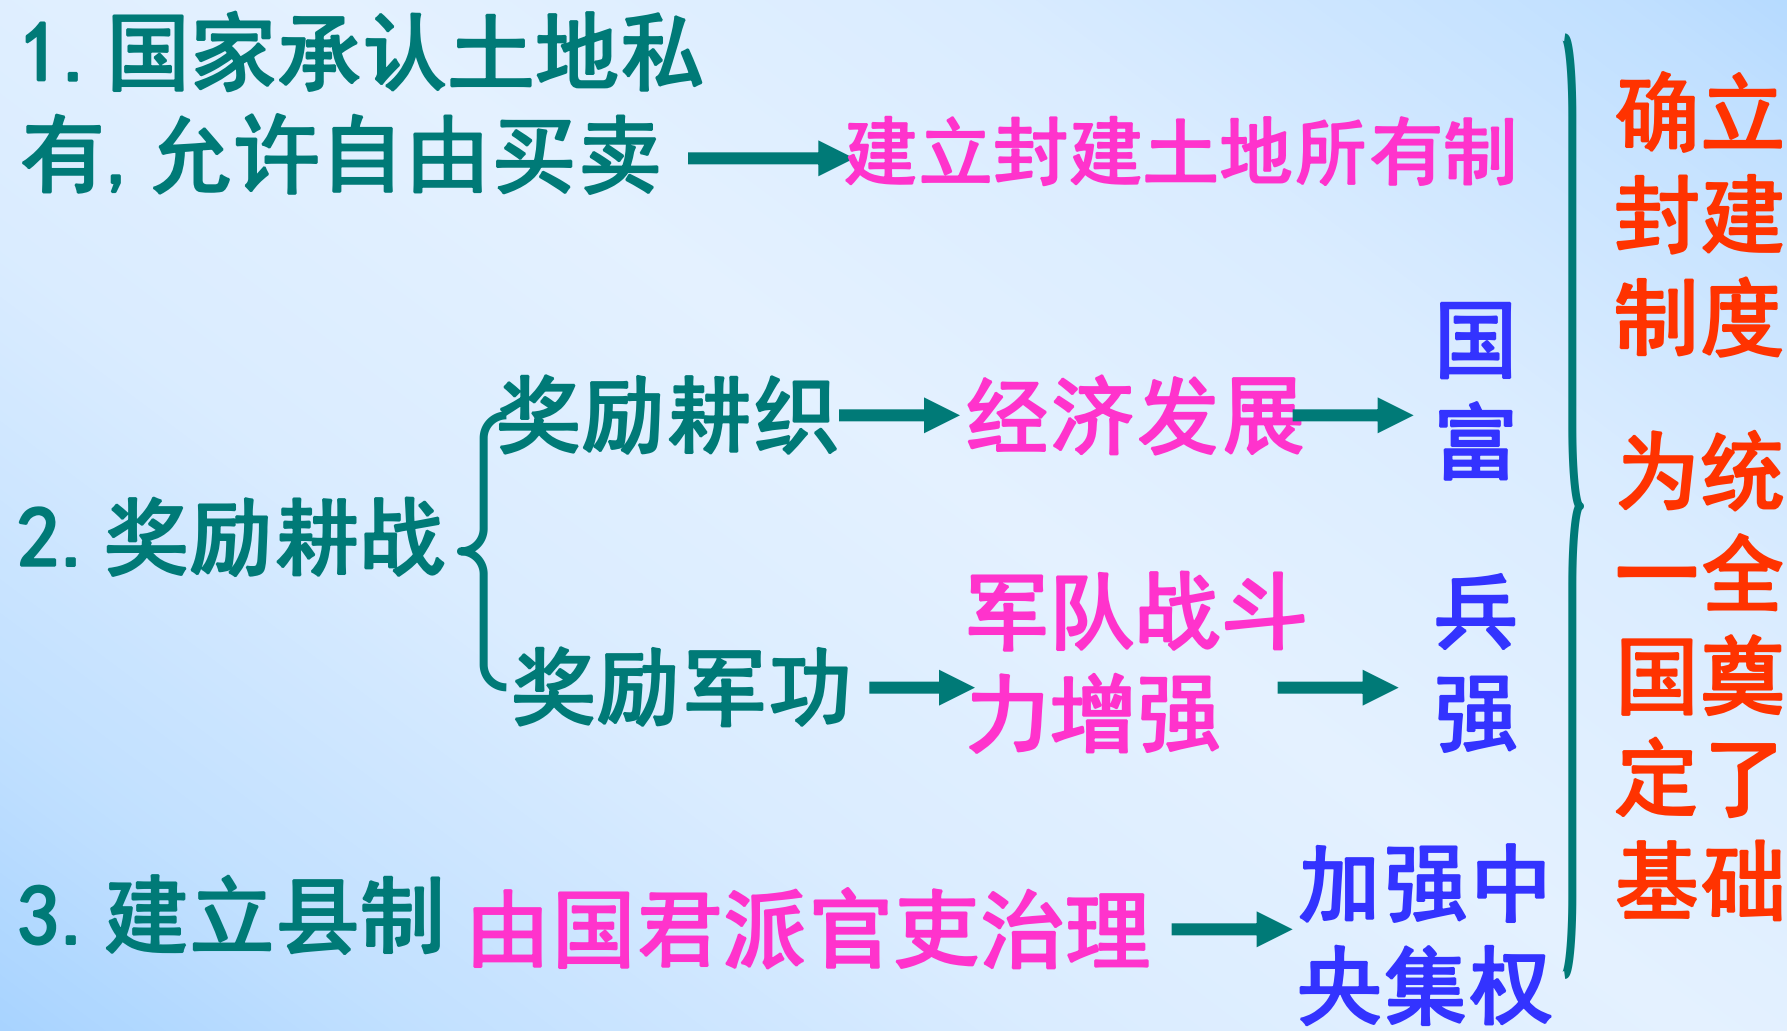 1.国家承认土地私
有,允许自由买卖
建立封建土地所有制
2.奖励耕战
奖励耕织
经济发展
国
富
奖励军功
军队战斗
力增强
兵
强
3.建立县制
由国君派官吏治理
加强中
央集权
确立
封建
制度
为统
一全
国奠
定了
基础